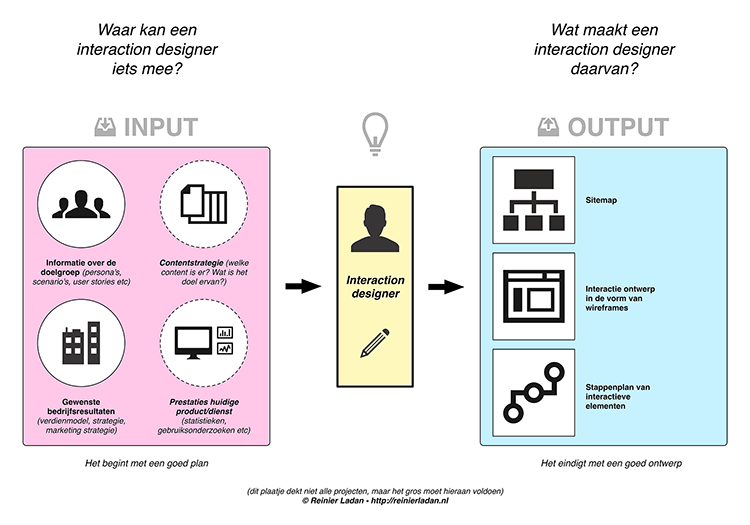 Waar kan een
interaction designer
iets mee?
Wat maakt een
interaction designer
daarvan?
INPUT
OUTPUT
Informatie over de
doelgroep (persona's,
scenario's, user stories etc)
Contentstrategie (welke
content is er? Wat is het
doel ervan?)
Gewenste
bedrijfsresultaten
(verdienmodel, strategie,
marketing strategie)
Prestaties huidige
product/dienst
(statistieken,
gebruiksonderzoeken etc)
Interaction
designer
Sitemap
Interactie ontwerp
in de vorm van
wireframes
Stappenplan van
interactieve
elementen
Het begint met een goed plan
Het eindigt met een goed ontwerp
(dit plaatje dekt niet alle projecten, maar het gros moet hieraan voldoen)
© Reinier Ladan - http://reinierladan.nl